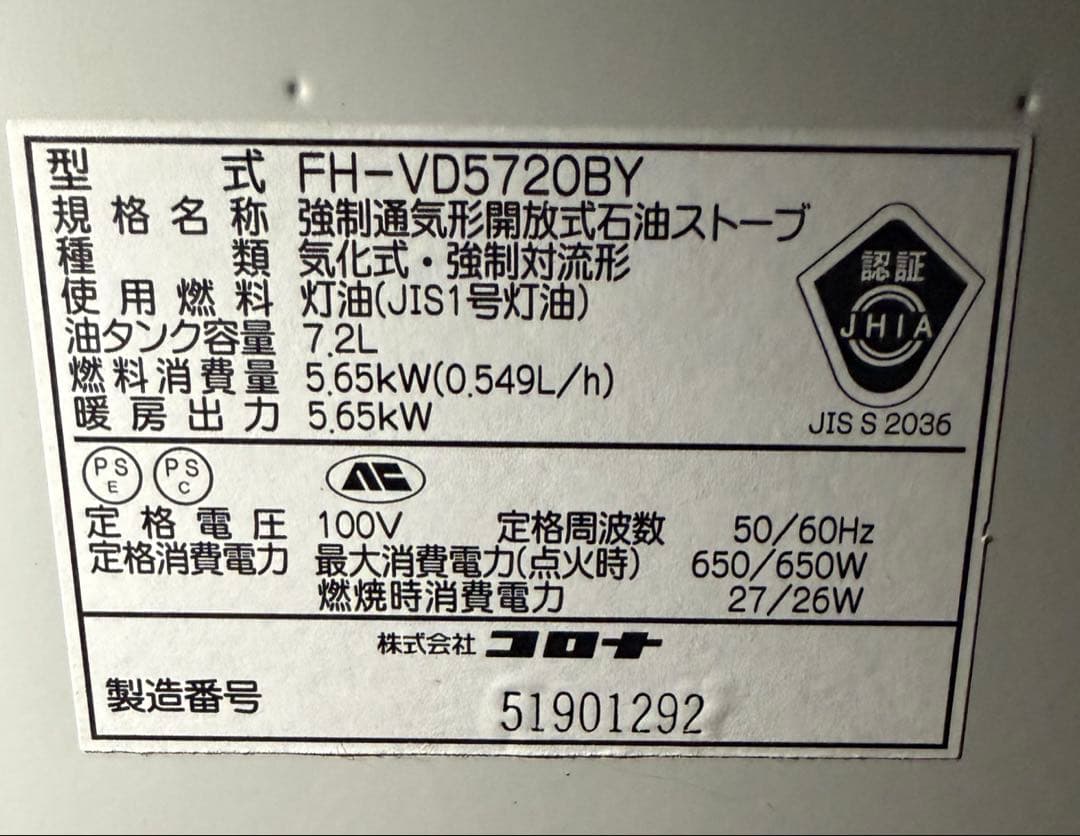 型式 FH-VD5720BY
規格名称 強制通気形開放式石油ストーブ
種類 気化式・強制対流形
使用燃料 灯油(JIS1号灯油)
油タンク容量 7.2L
燃料消費量 5.65kW(0.549L/h)
暖房出力 5.65kW
認証
JHIA
JIS S 2036
PSE PSC
定格電圧 100V 定格周波数 50/60Hz
定格消費電力 最大消費電力(点火時) 650/650W
燃焼時消費電力 27/26W
株式会社コロナ
製造番号 51901292